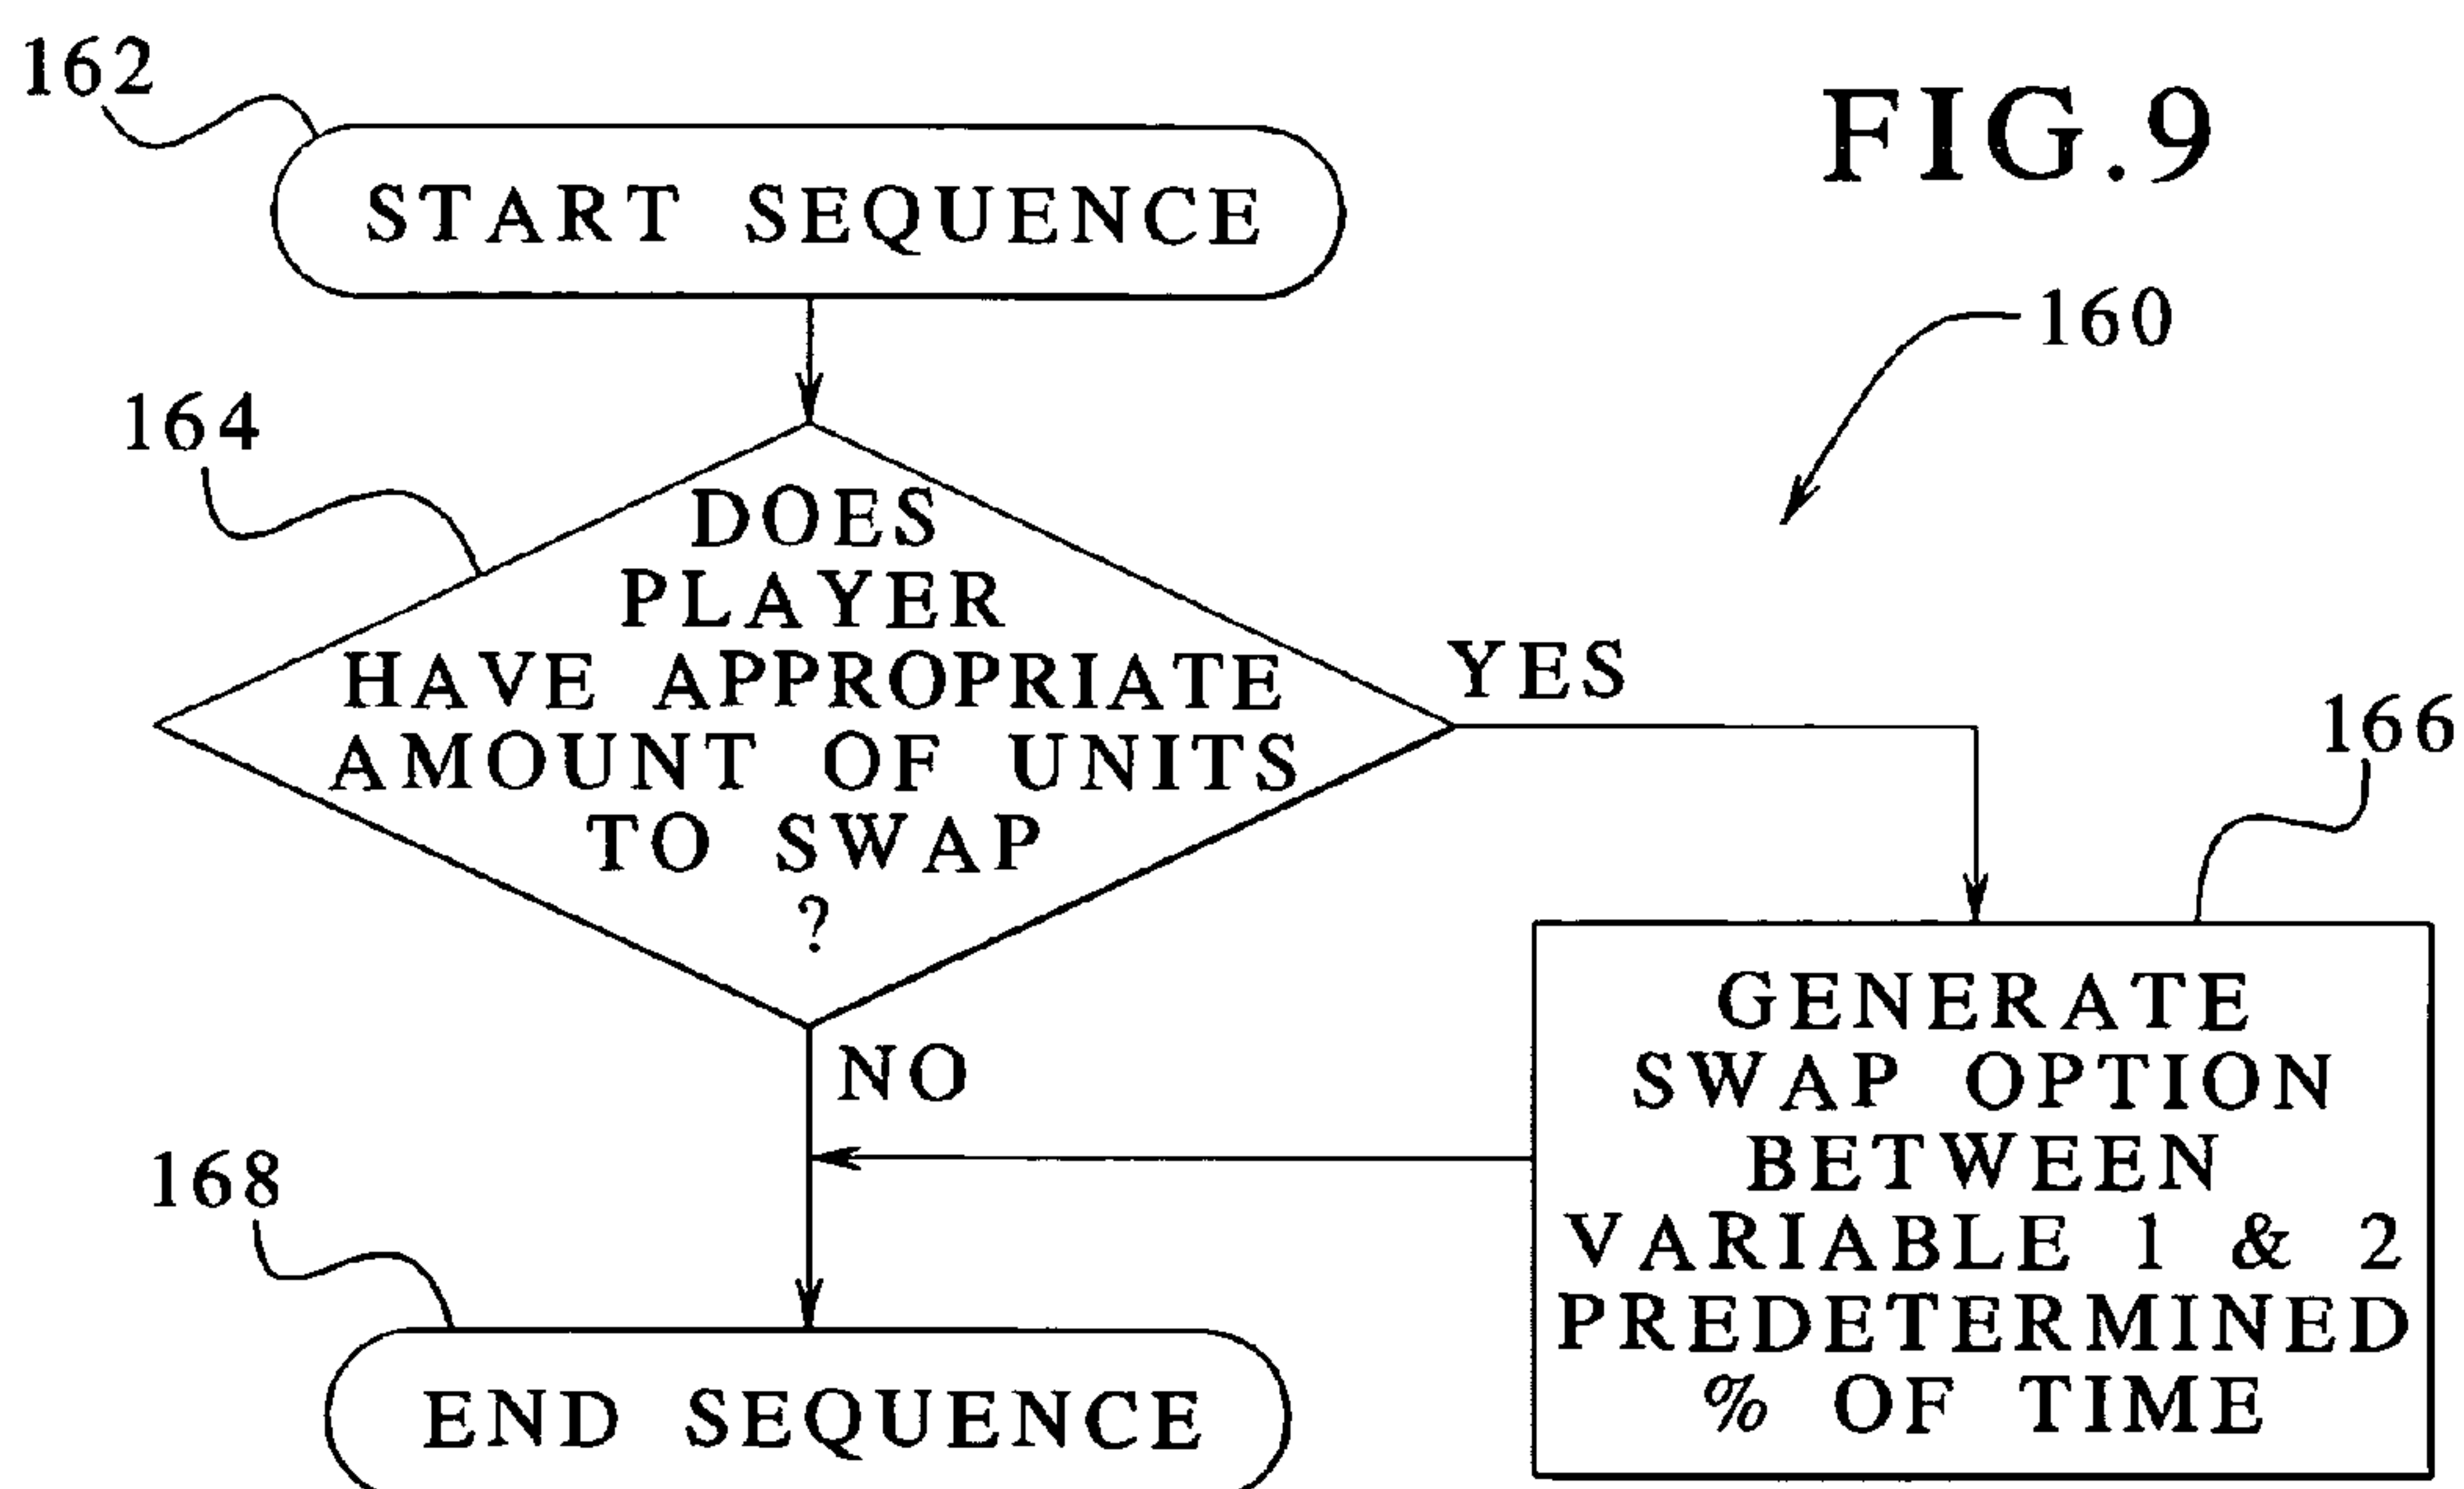 162
FIG.9
START SEQUENCE
160
164
DOES
PLAYER
HAVE APPROPRIATE
AMOUNT OF UNITS
TO SWAP
?
YES
166
NO
GENERATE
SWAP OPTION
BETWEEN
VARIABLE 1 & 2
PREDETERMINED
% OF TIME
168
END SEQUENCE